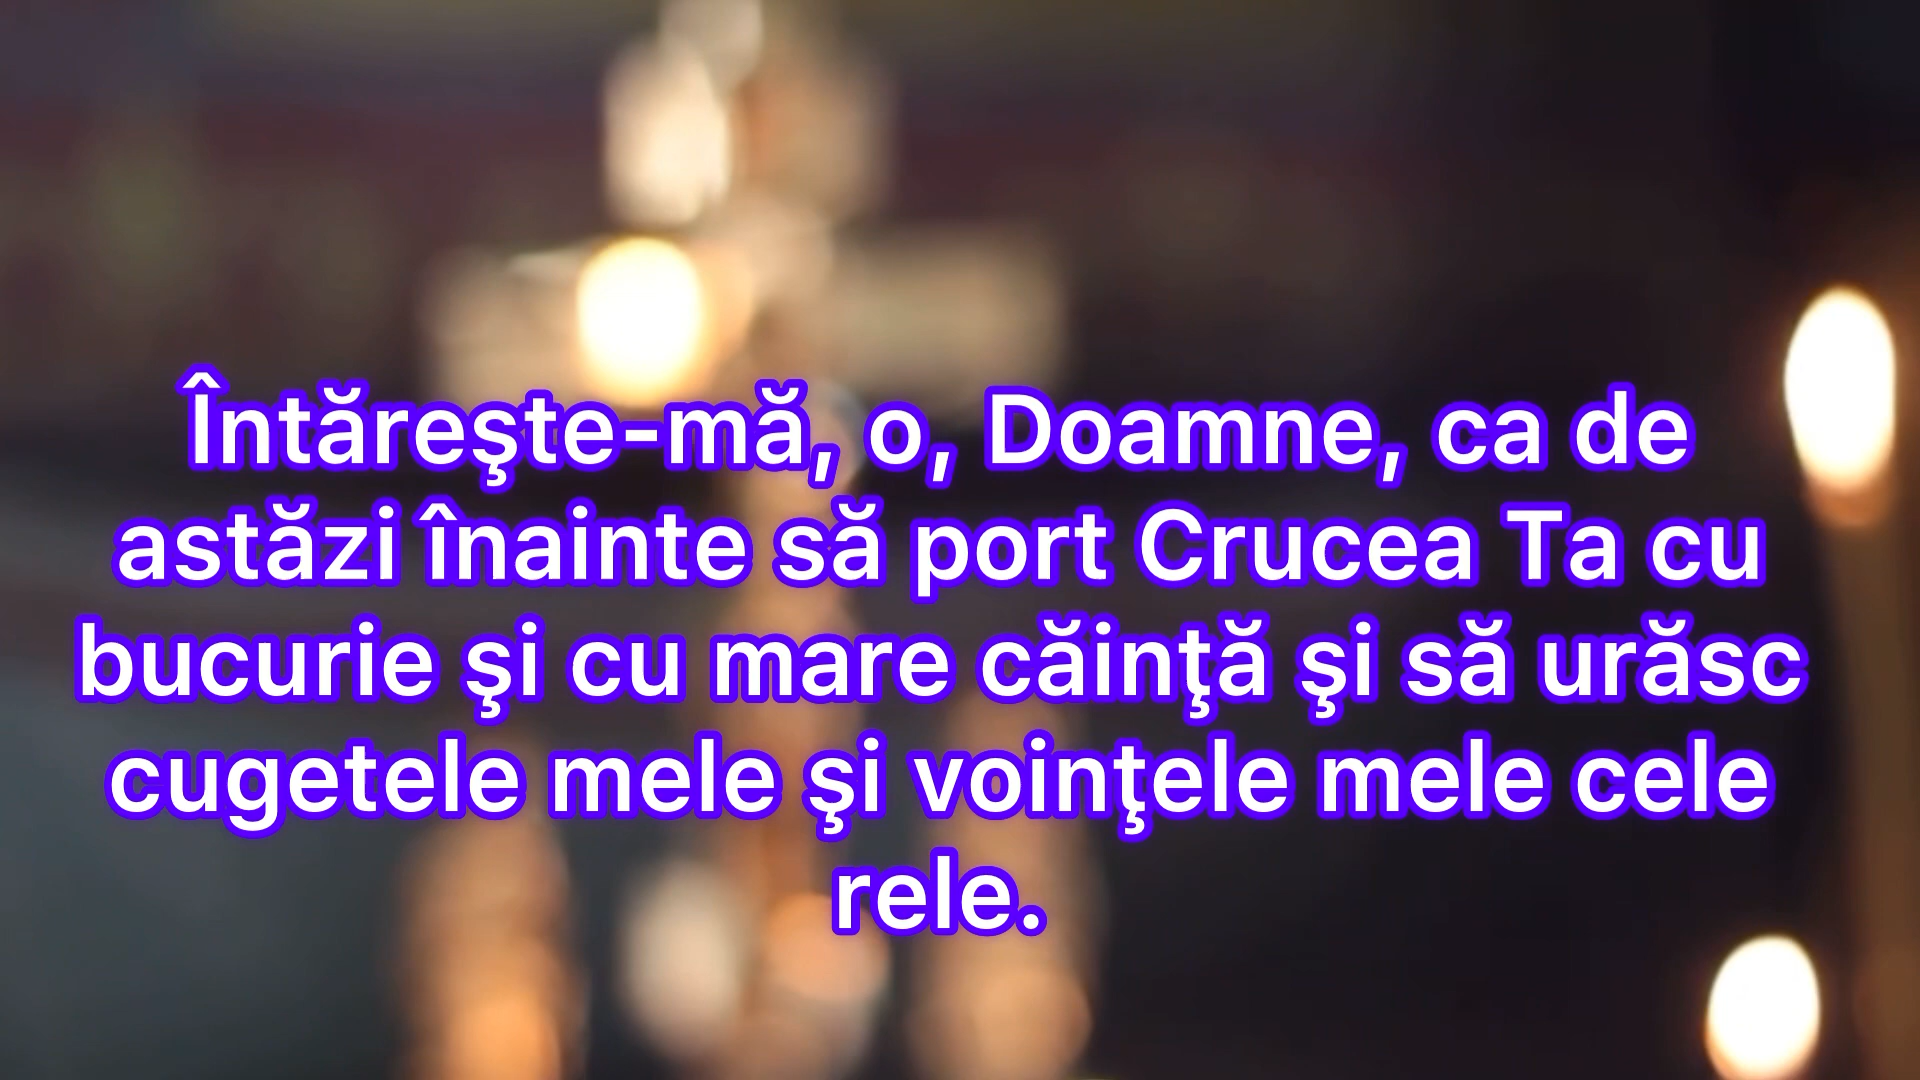 Întăreşte-mă, o, Doamne, ca de
astăzi înainte să port Crucea Ta cu
bucurie şi cu mare căinţă şi să urăsc
cugetele mele şi voinţele mele cele
rele.